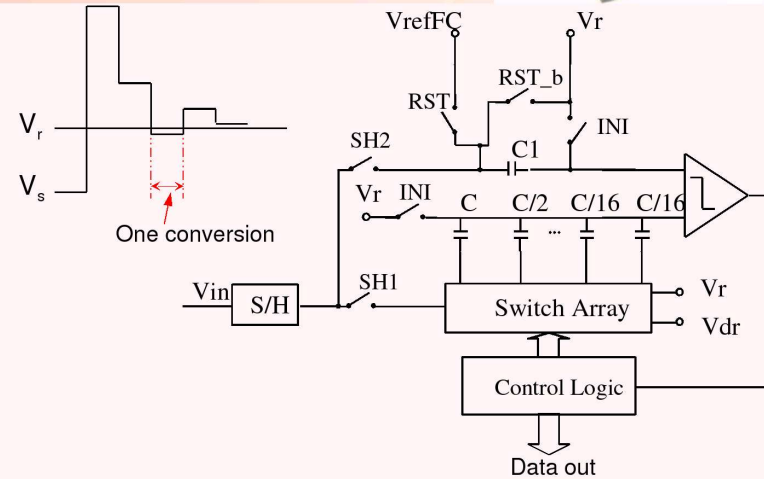 VrefFC
Vr
RST_b
RST
INI
Vr
Vs
SH2
C1
Vr
INI
C
C/2
...
C/16
C/16
One conversion
Vin
S/H
SH1
Switch Array
Vr
Vdr
Control Logic
Data out